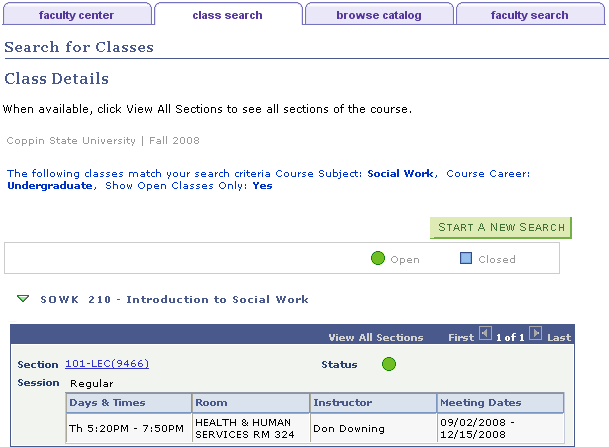 faculty center class search browse catalog faculty search
Search for Classes
Class Details
When available, click View All Sections to see all sections of the course.
Coppin State University | Fall 2008
The following classes match your search criteria Course Subject: Social Work, Course Career:
Undergraduate, Show Open Classes Only: Yes
START A NEW SEARCH
Open Closed
SOWK 210 - Introduction to Social Work
View All Sections First 1 of 1 Last
Section 101-LEC(9466) Status
Session Regular
Days & Times Room Instructor Meeting Dates
Th 5:20PM - 7:50PM HEALTH & HUMAN SERVICES RM 324 Don Downing 09/02/2008 - 12/15/2008